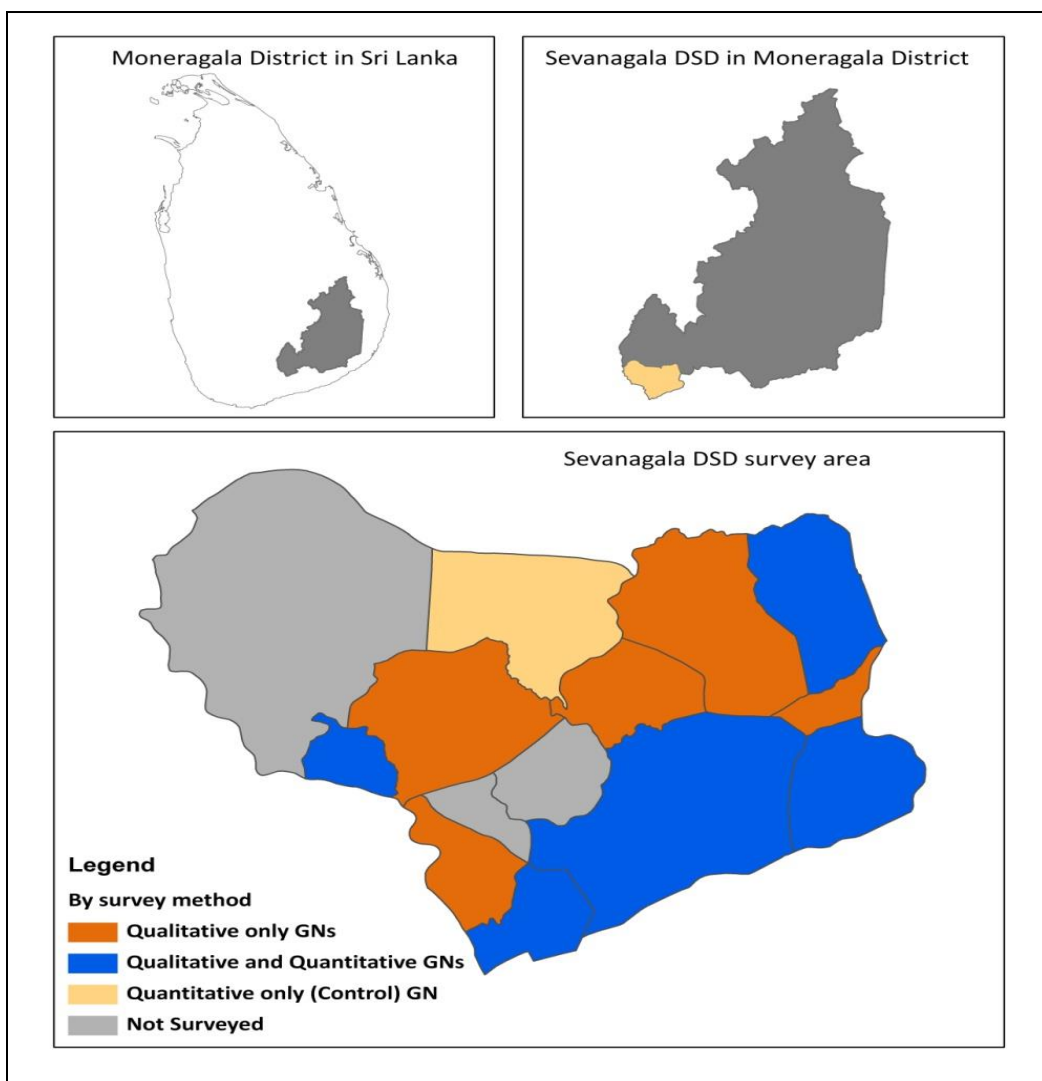 Moneragala District in Sri Lanka
Sevanagala DSD in Moneragala District
Sevanagala DSD survey area
Legend
By survey method
Qualitative only GNs
Qualitative and Quantitative GNs
Quantitative only (Control) GN
Not Surveyed